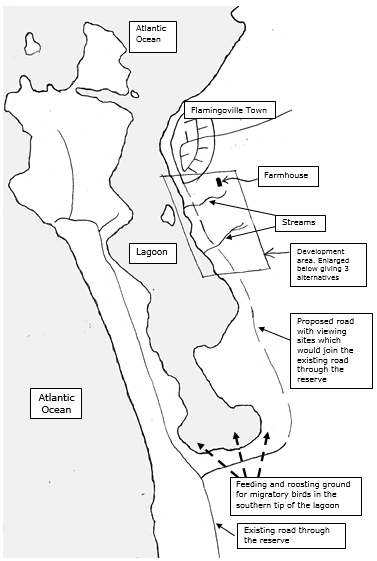 Atlantic
Ocean
Flamingoville Town
Farmhouse
Streams
Lagoon
Development
area. Enlarged
below giving 3
alternatives
Proposed road
with viewing
sites which
would join the
existing road
through the
reserve
Atlantic
Ocean
Feeding and roosting ground
for migratory birds in the
southern tip of the lagoon
Existing road through
the reserve